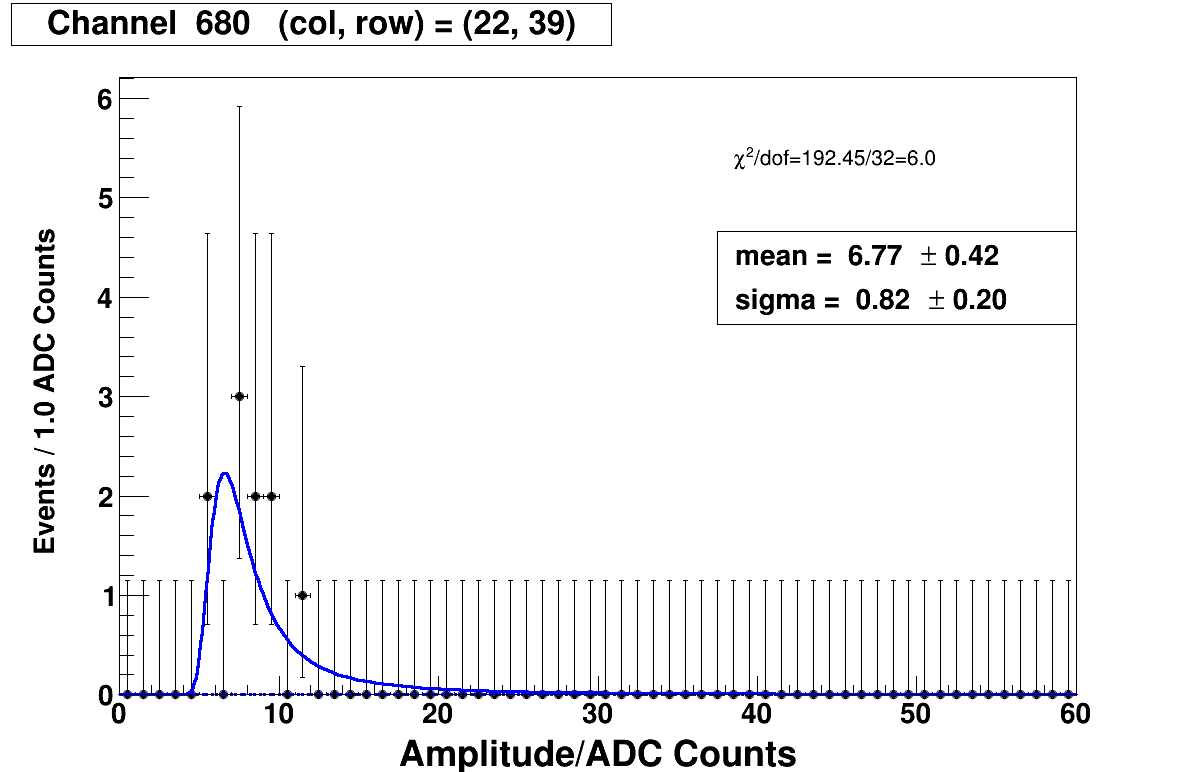 Channel 680 (col, row) = (22, 39)
6
χ²/dof=192.45/32=6.0
5
mean = 6.77 ± 0.42
4
sigma = 0.82 ± 0.20
3
2
1
0
Events / 1.0 ADC Counts
0 10 20 30 40 50 60
Amplitude/ADC Counts